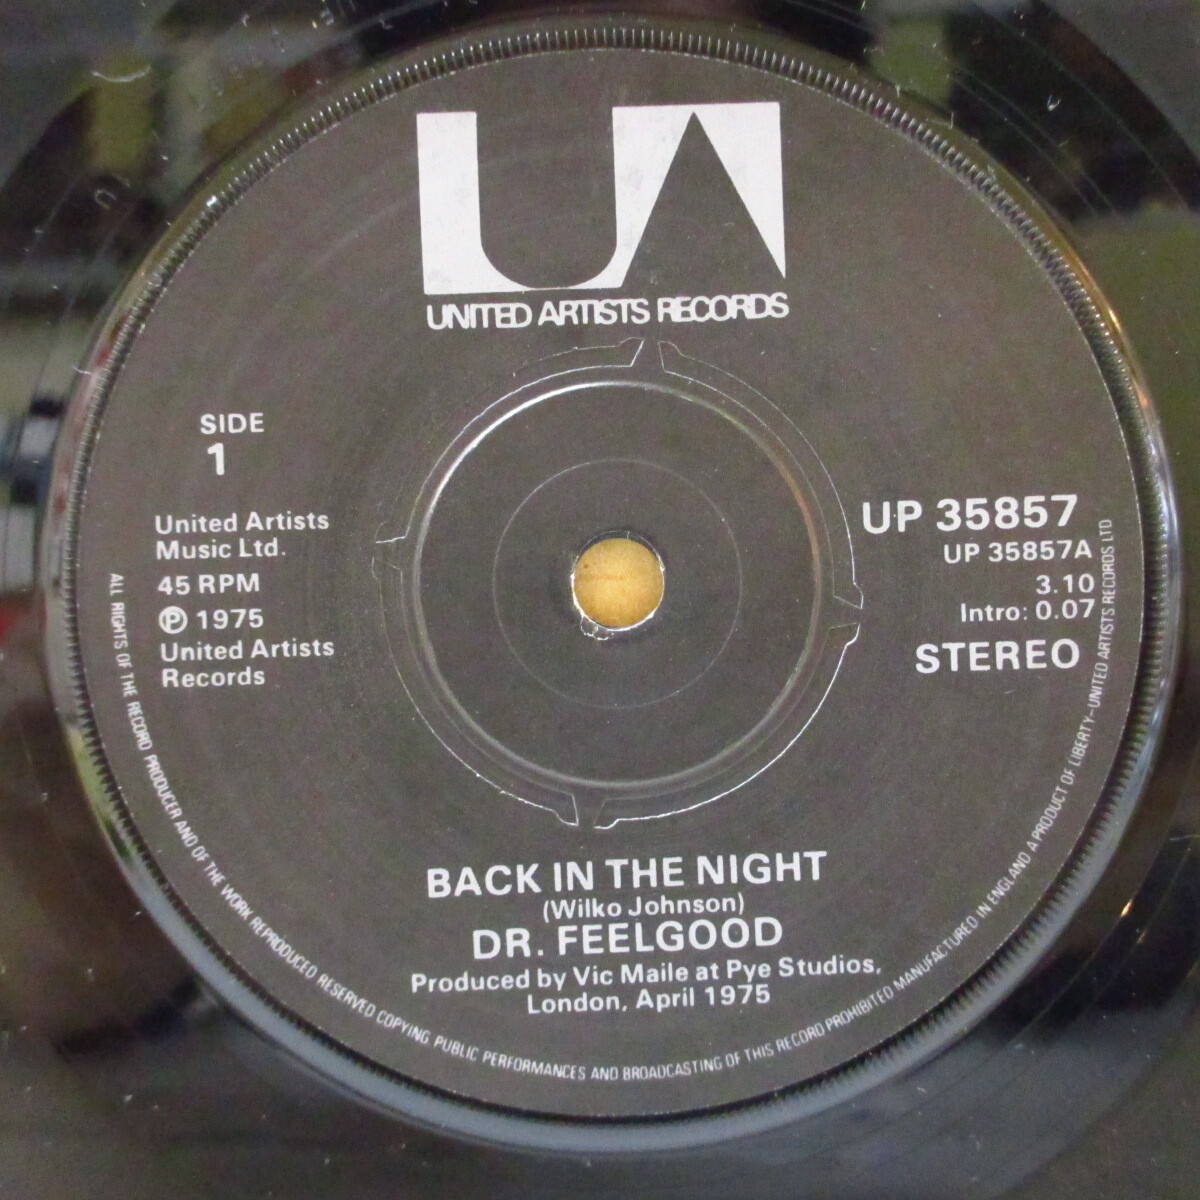 UA
UNITED ARTISTS RECORDS
SIDE
1
United Artists
Music Ltd.
45 RPM
℗ 1975
United Artists
Records
UP 35857
UP 35857A
3.10
Intro: 0.07
STEREO
BACK IN THE NIGHT
(Wilko Johnson)
DR. FEELGOOD
Produced by Vic Maile at Pye Studios,
London, April 1975
ALL RIGHTS OF THE RECORD PRODUCER AND OF THE WORK REPRODUCED RESERVED COPYING PUBLIC PERFORMANCES AND BROADCASTING OF THIS RECORD PROHIBITED MANUFACTURED IN ENGLAND A PRODUCT OF LIBERTY–UNITED ARTISTS RECORDS LTD